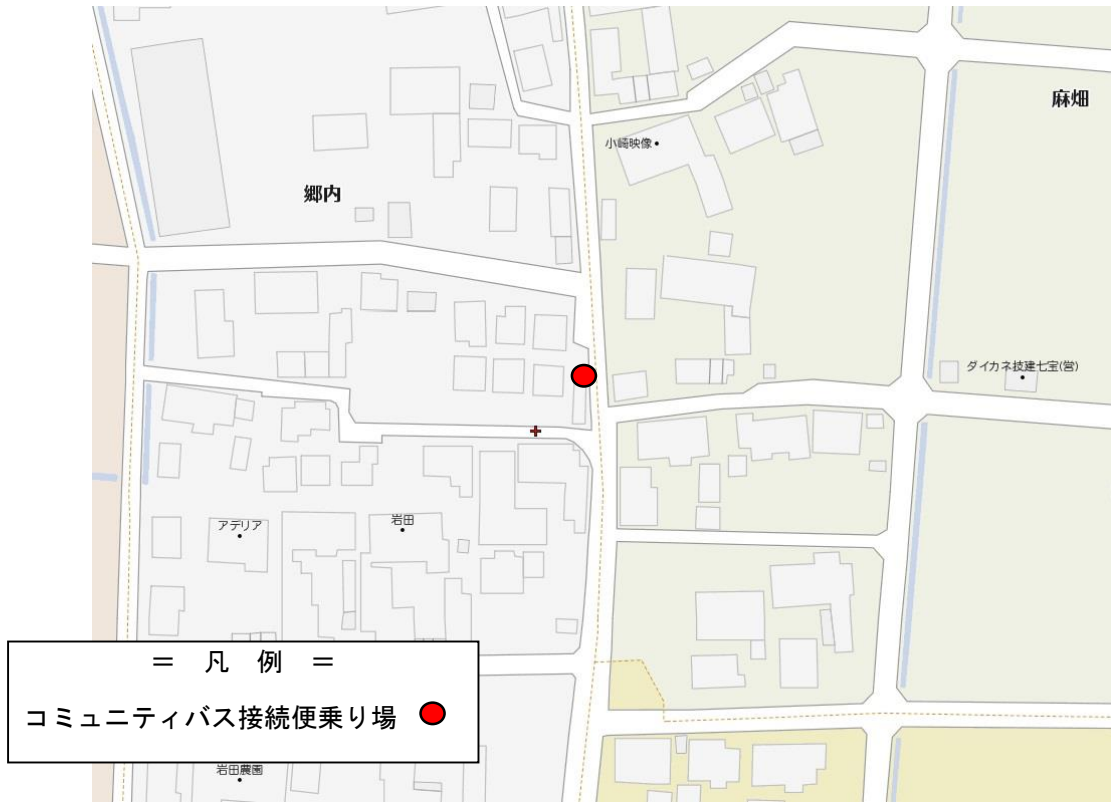 麻畑
小崎映像
郷内
ダイカネ技建七宝(営)
アデリア
岩田
＝ 凡 例 ＝
コミュニティバス接続便乗り場
岩田農園